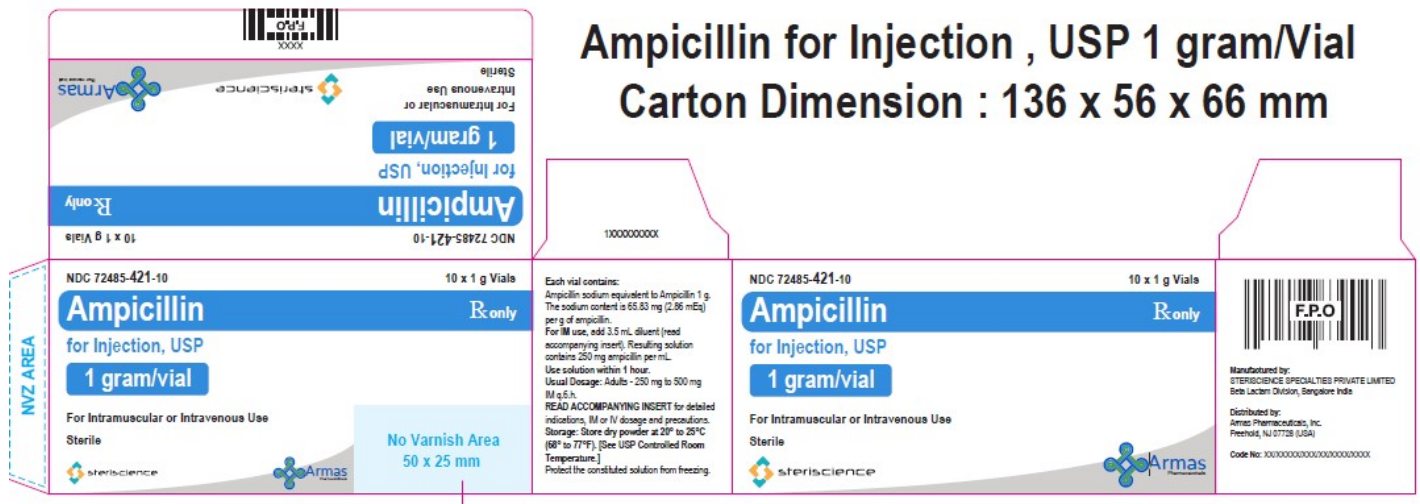 Ampicillin for Injection , USP 1 gram/Vial
Carton Dimension : 136 x 56 x 66 mm
F.P.O
XXXX
Armas
steriscience
For Intramuscular or
Intravenous Use
Sterile
1 gram/vial
for Injection, USP
Ampicillin
Rx only
NDC 72485-421-10
10 x 1 g Vials
NVZ AREA
NDC 72485-421-10
10 x 1 g Vials
Ampicillin
Rx only
for Injection, USP
1 gram/vial
For Intramuscular or Intravenous Use
Sterile
steriscience
Armas
Pharmaceuticals
No Varnish Area
50 x 25 mm
1XXXXXXXXX
Each vial contains:
Ampicillin sodium equivalent to Ampicillin 1 g.
The sodium content is 65.83 mg (2.86 mEq)
per g of ampicillin.
For IM use, add 3.5 mL diluent (read
accompanying insert). Resulting solution
contains 250 mg ampicillin per mL.
Use solution within 1 hour.
Usual Dosage: Adults - 250 mg to 500 mg
IM q.6.h.
READ ACCOMPANYING INSERT for detailed
indications, IM or IV dosage and precautions.
Storage: Store dry powder at 20° to 25°C
(68° to 77°F). [See USP Controlled Room
Temperature.]
Protect the constituted solution from freezing.
NDC 72485-421-10
10 x 1 g Vials
Ampicillin
Rx only
for Injection, USP
1 gram/vial
For Intramuscular or Intravenous Use
Sterile
steriscience
Armas
Pharmaceuticals
F.P.O
Manufactured by:
STERISCIENCE SPECIALTIES PRIVATE LIMITED
Beta Lactam Division, Bangalore India
Distributed by:
Armas Pharmaceuticals, Inc.
Freehold, NJ 07728 (USA)